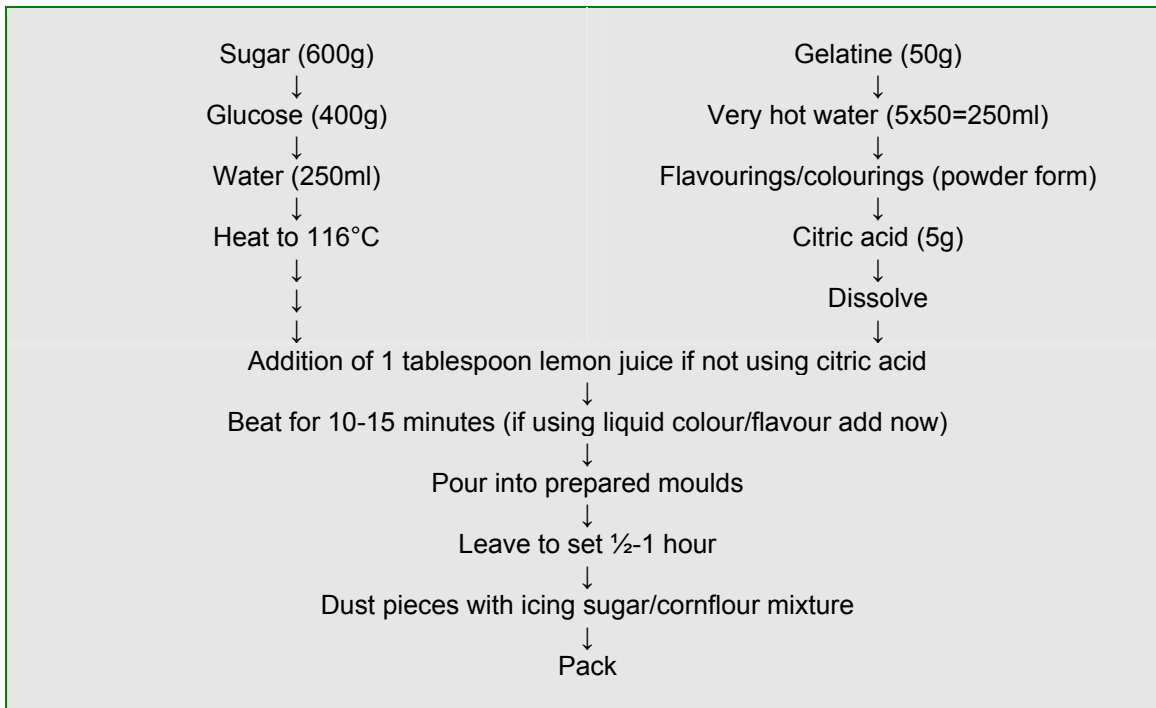 Sugar (600g)
↓
Glucose (400g)
↓
Water (250ml)
↓
Heat to 116°C
↓
↓
↓
Gelatine (50g)
↓
Very hot water (5x50=250ml)
↓
Flavourings/colourings (powder form)
↓
Citric acid (5g)
↓
Dissolve
↓
Addition of 1 tablespoon lemon juice if not using citric acid
↓
Beat for 10-15 minutes (if using liquid colour/flavour add now)
↓
Pour into prepared moulds
↓
Leave to set ½-1 hour
↓
Dust pieces with icing sugar/cornflour mixture
↓
Pack